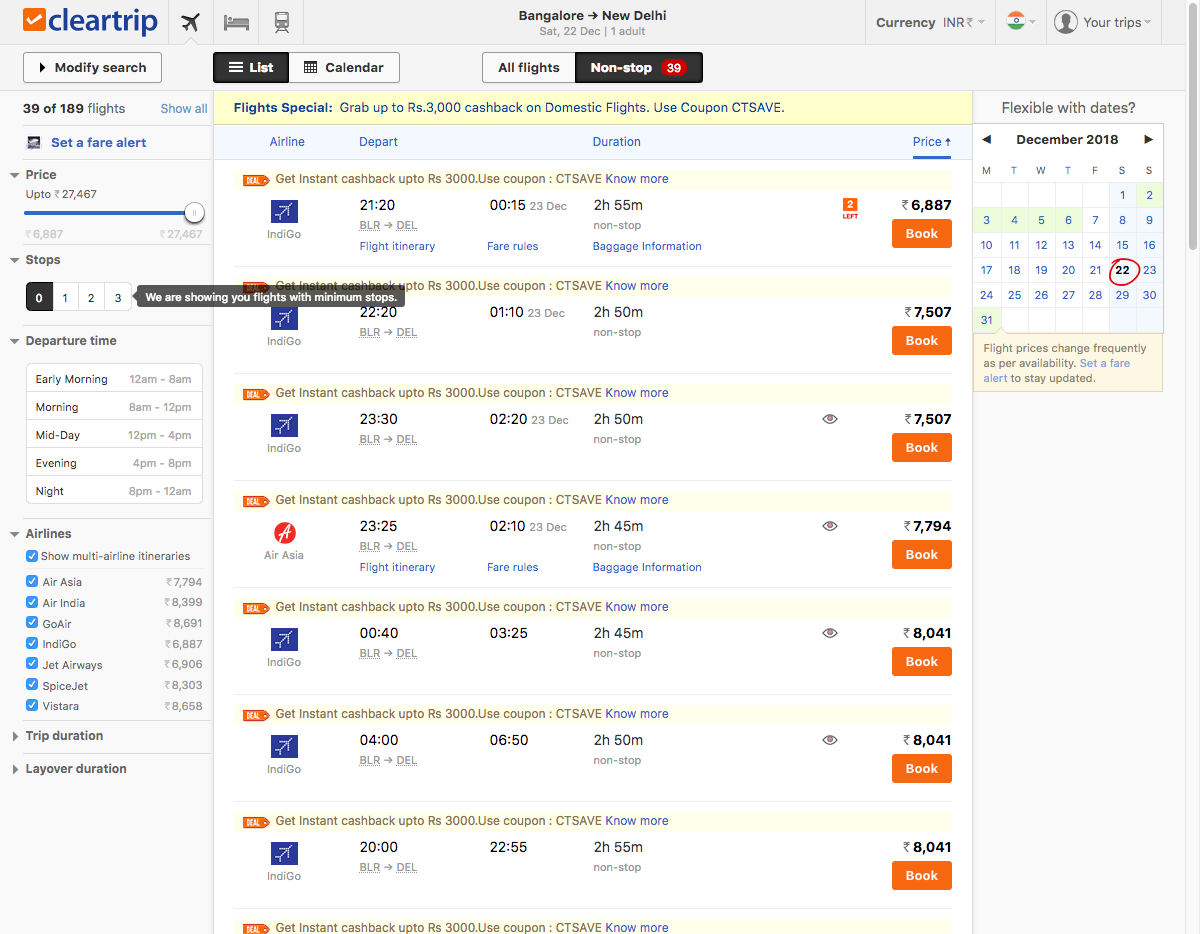 cleartrip
Bangalore → New Delhi
Sat, 22 Dec | 1 adult
Currency INR ₹
Your trips
Modify search
List
Calendar
All flights
Non-stop 39
39 of 189 flights
Show all
Set a fare alert
Price
Upto ₹ 27,467
₹ 6,887
₹ 27,467
Stops
0 1 2 3
We are showing you flights with minimum stops.
Departure time
Early Morning 12am - 8am
Morning 8am - 12pm
Mid-Day 12pm - 4pm
Evening 4pm - 8pm
Night 8pm - 12am
Airlines
Show multi-airline itineraries
Air Asia ₹ 7,794
Air India ₹ 8,399
GoAir ₹ 8,691
IndiGo ₹ 6,887
Jet Airways ₹ 6,906
SpiceJet ₹ 8,303
Vistara ₹ 8,658
Trip duration
Layover duration
Flights Special: Grab up to Rs.3,000 cashback on Domestic Flights. Use Coupon CTSAVE.
Airline Depart Duration Price ↑
DEAL Get Instant cashback upto Rs 3000.Use coupon : CTSAVE Know more
21:20 00:15 23 Dec 2h 55m 2 LEFT ₹ 6,887
IndiGo BLR → DEL non-stop Book
Flight itinerary Fare rules Baggage Information
DEAL Get Instant cashback upto Rs 3000.Use coupon : CTSAVE Know more
22:20 01:10 23 Dec 2h 50m ₹ 7,507
IndiGo BLR → DEL non-stop Book
DEAL Get Instant cashback upto Rs 3000.Use coupon : CTSAVE Know more
23:30 02:20 23 Dec 2h 50m ₹ 7,507
IndiGo BLR → DEL non-stop Book
DEAL Get Instant cashback upto Rs 3000.Use coupon : CTSAVE Know more
23:25 02:10 23 Dec 2h 45m ₹ 7,794
Air Asia BLR → DEL non-stop Book
Flight itinerary Fare rules Baggage Information
DEAL Get Instant cashback upto Rs 3000.Use coupon : CTSAVE Know more
00:40 03:25 2h 45m ₹ 8,041
IndiGo BLR → DEL non-stop Book
DEAL Get Instant cashback upto Rs 3000.Use coupon : CTSAVE Know more
04:00 06:50 2h 50m ₹ 8,041
IndiGo BLR → DEL non-stop Book
DEAL Get Instant cashback upto Rs 3000.Use coupon : CTSAVE Know more
20:00 22:55 2h 55m ₹ 8,041
IndiGo BLR → DEL non-stop Book
DEAL Get Instant cashback upto Rs 3000.Use coupon : CTSAVE Know more
Flexible with dates?
December 2018
M T W T F S S
1 2
3 4 5 6 7 8 9
10 11 12 13 14 15 16
17 18 19 20 21 22 23
24 25 26 27 28 29 30
31
Flight prices change frequently
as per availability. Set a fare
alert to stay updated.